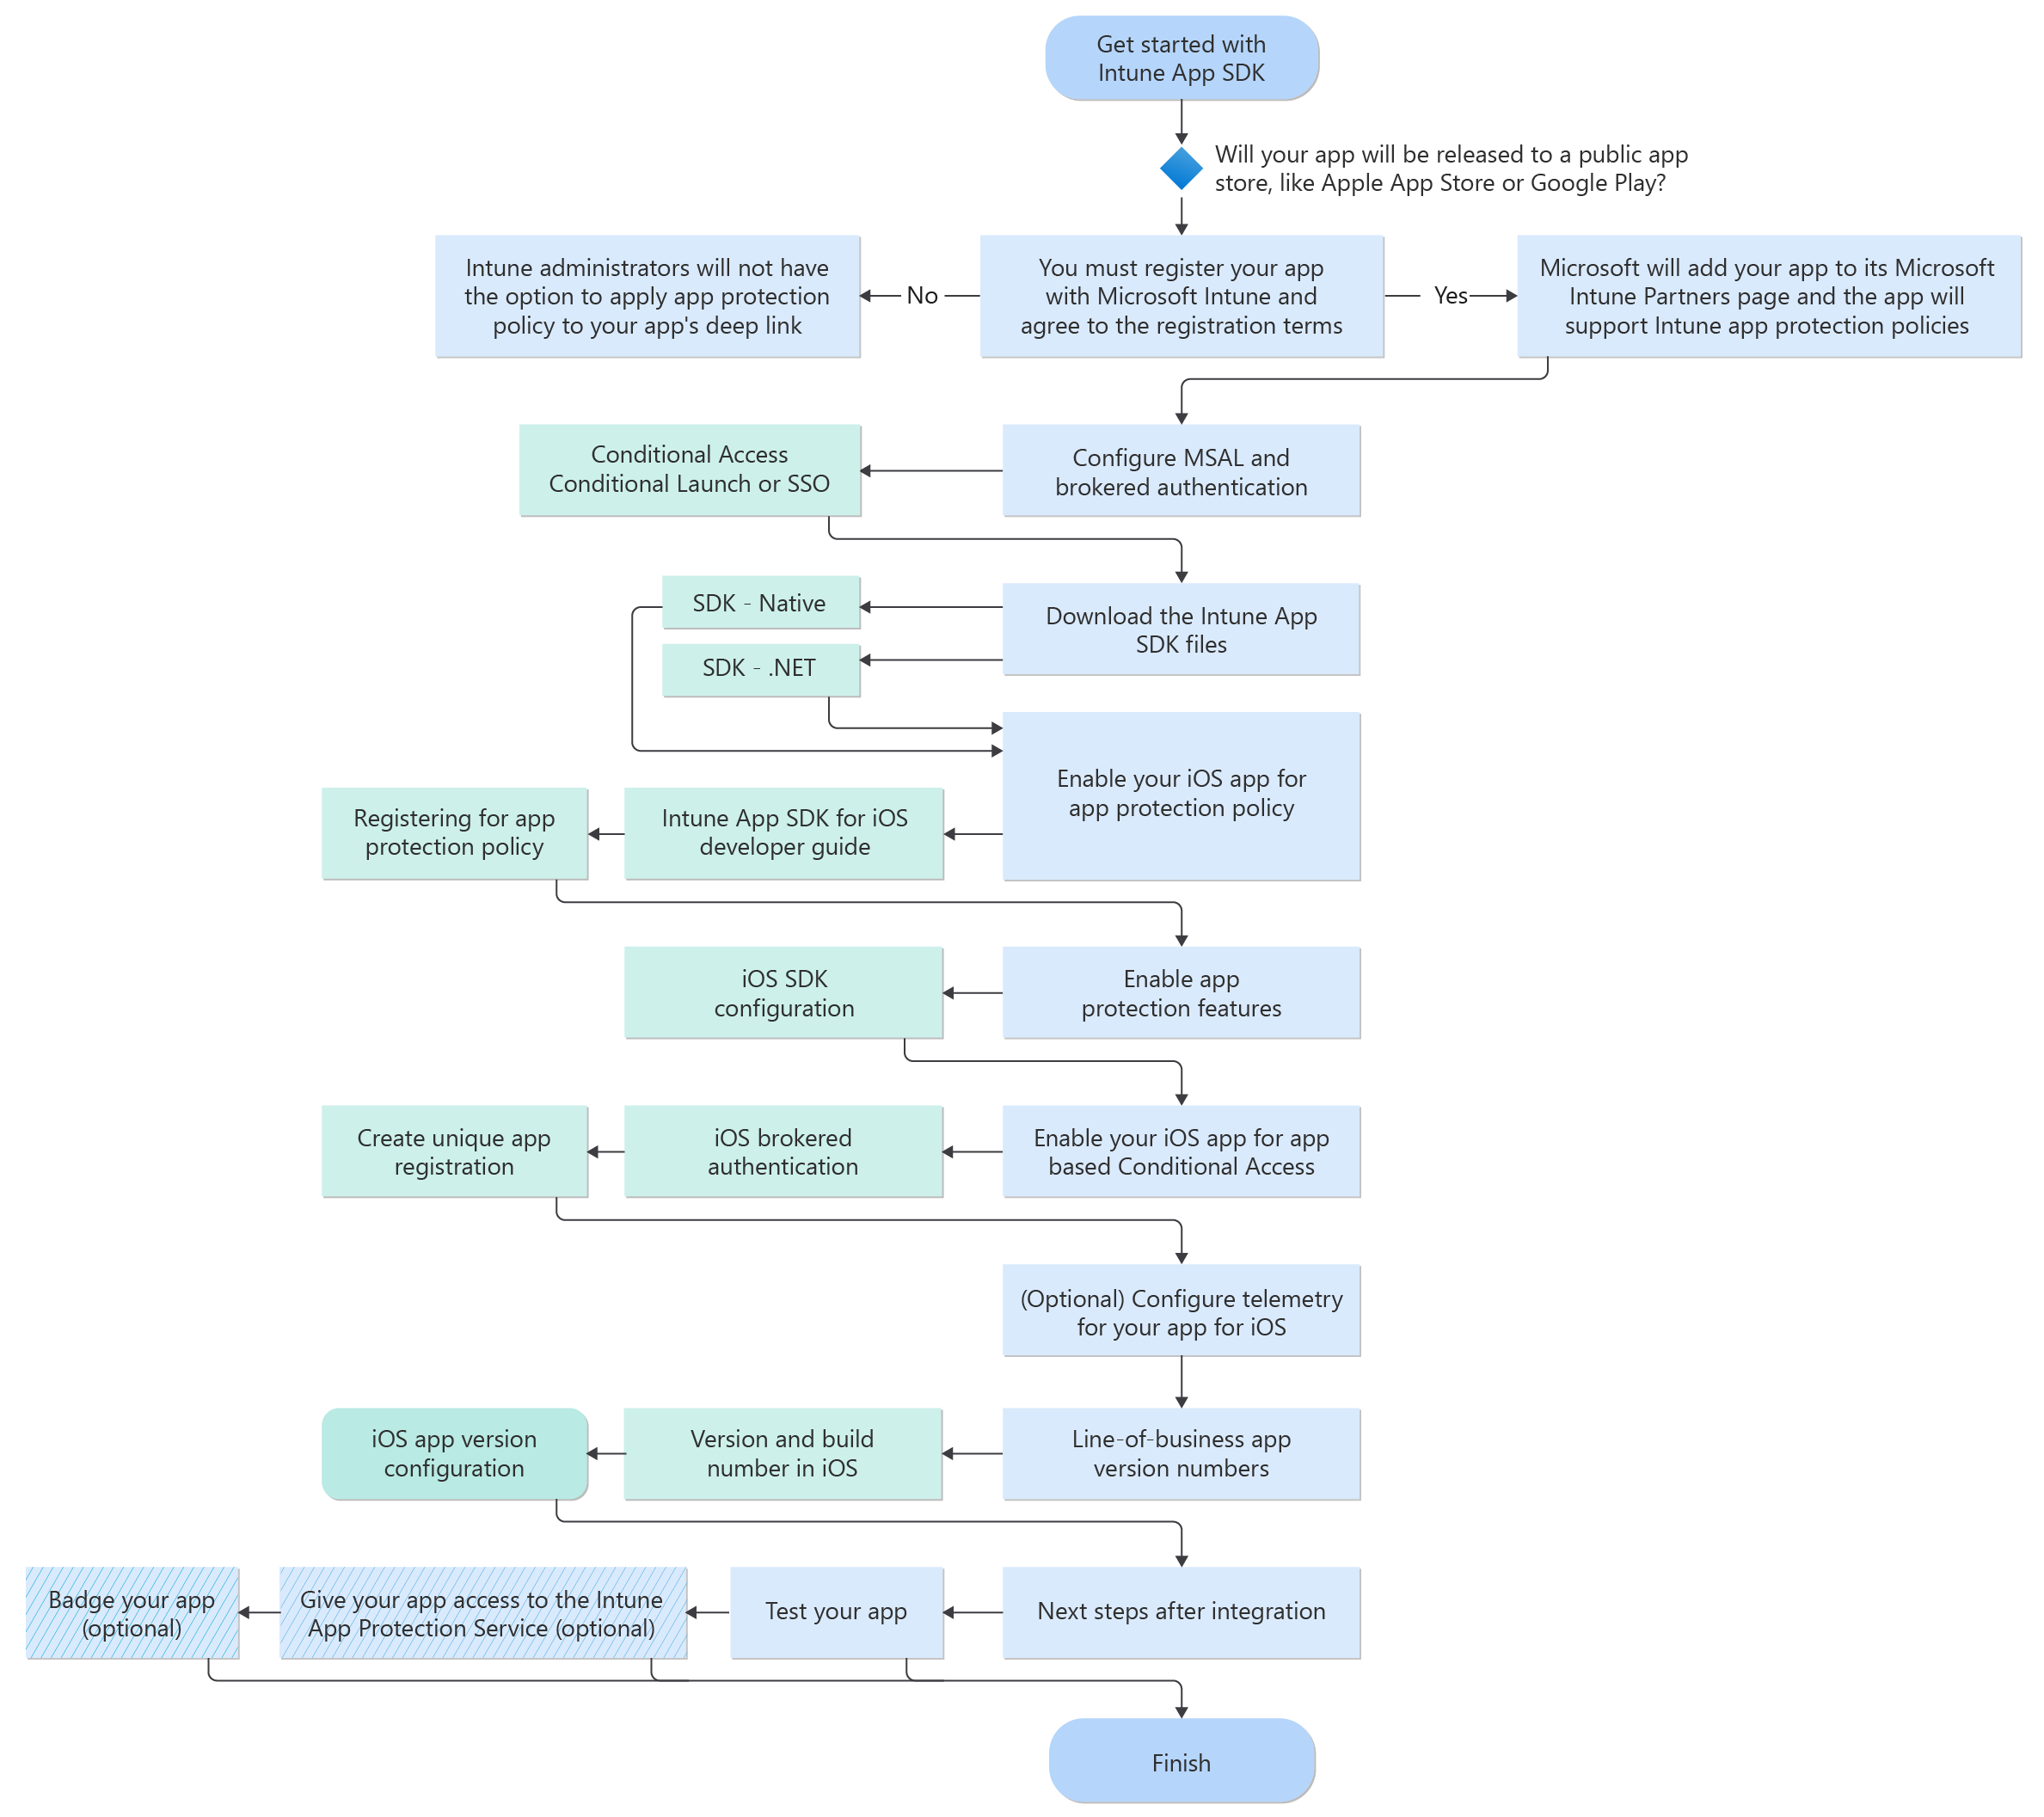 Get started with
Intune App SDK
Will your app will be released to a public app
store, like Apple App Store or Google Play?
Intune administrators will not have
the option to apply app protection
policy to your app's deep link
No
You must register your app
with Microsoft Intune and
agree to the registration terms
Yes
Microsoft will add your app to its Microsoft
Intune Partners page and the app will
support Intune app protection policies
Conditional Access
Conditional Launch or SSO
Configure MSAL and
brokered authentication
SDK - Native
SDK - .NET
Download the Intune App
SDK files
Enable your iOS app for
app protection policy
Registering for app
protection policy
Intune App SDK for iOS
developer guide
iOS SDK
configuration
Enable app
protection features
Create unique app
registration
iOS brokered
authentication
Enable your iOS app for app
based Conditional Access
(Optional) Configure telemetry
for your app for iOS
iOS app version
configuration
Version and build
number in iOS
Line-of-business app
version numbers
Badge your app
(optional)
Give your app access to the Intune
App Protection Service (optional)
Test your app
Next steps after integration
Finish